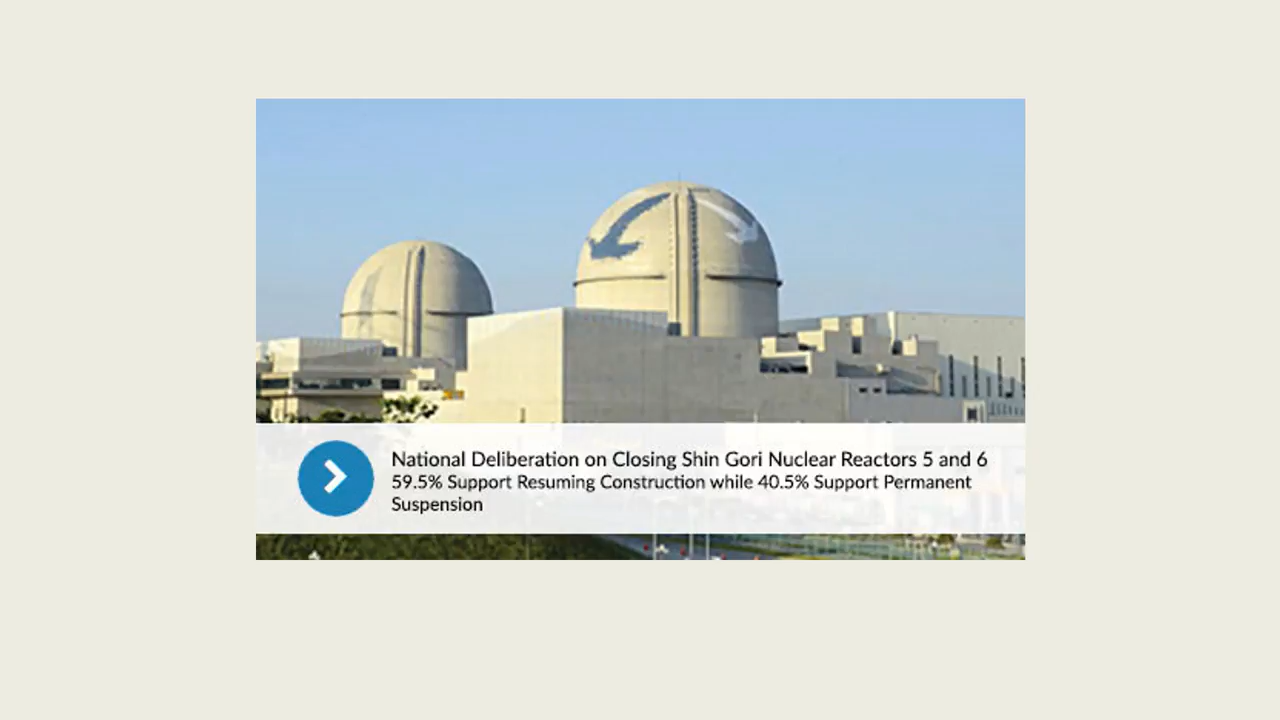 National Deliberation on Closing Shin Gori Nuclear Reactors 5 and 6
59.5% Support Resuming Construction while 40.5% Support Permanent
Suspension